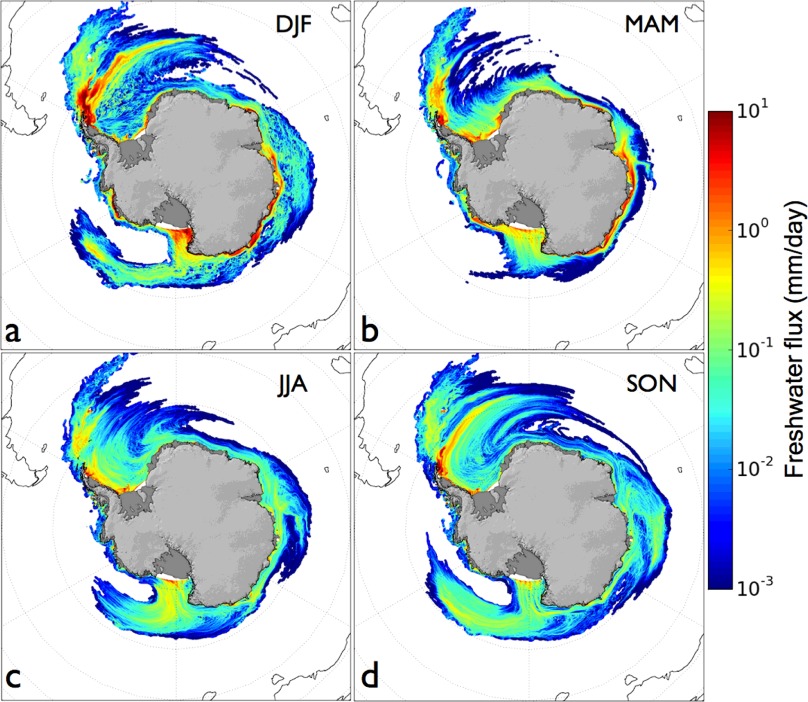 DJF
a
MAM
b
JJA
c
SON
d
10¹
10⁰
10⁻¹
10⁻²
10⁻³
Freshwater flux (mm/day)